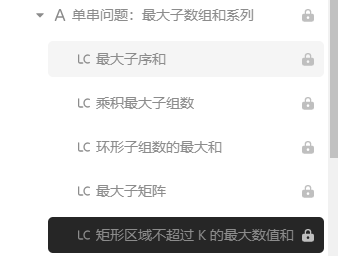 A 单串问题：最大子数组和系列
LC 最大子序和
LC 乘积最大子组数
LC 环形子组数的最大和
LC 最大子矩阵
LC 矩形区域不超过 K 的最大数值和